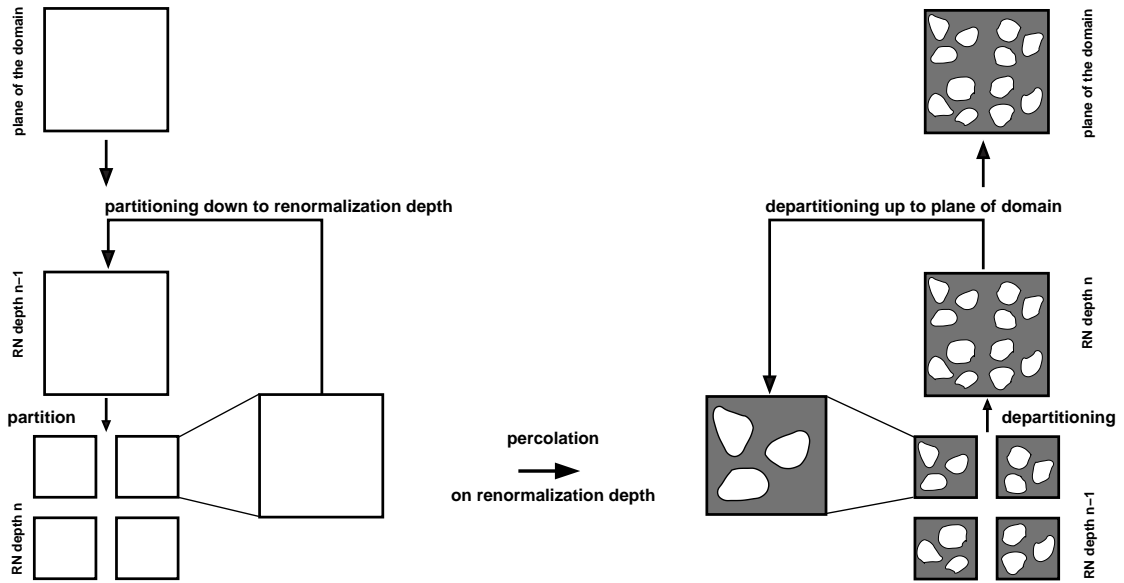 plane of the domain
partitioning down to renormalization depth
RN depth n−1
partition
RN depth n
percolation
on renormalization depth
plane of the domain
departitioning up to plane of domain
RN depth n
departitioning
RN depth n−1